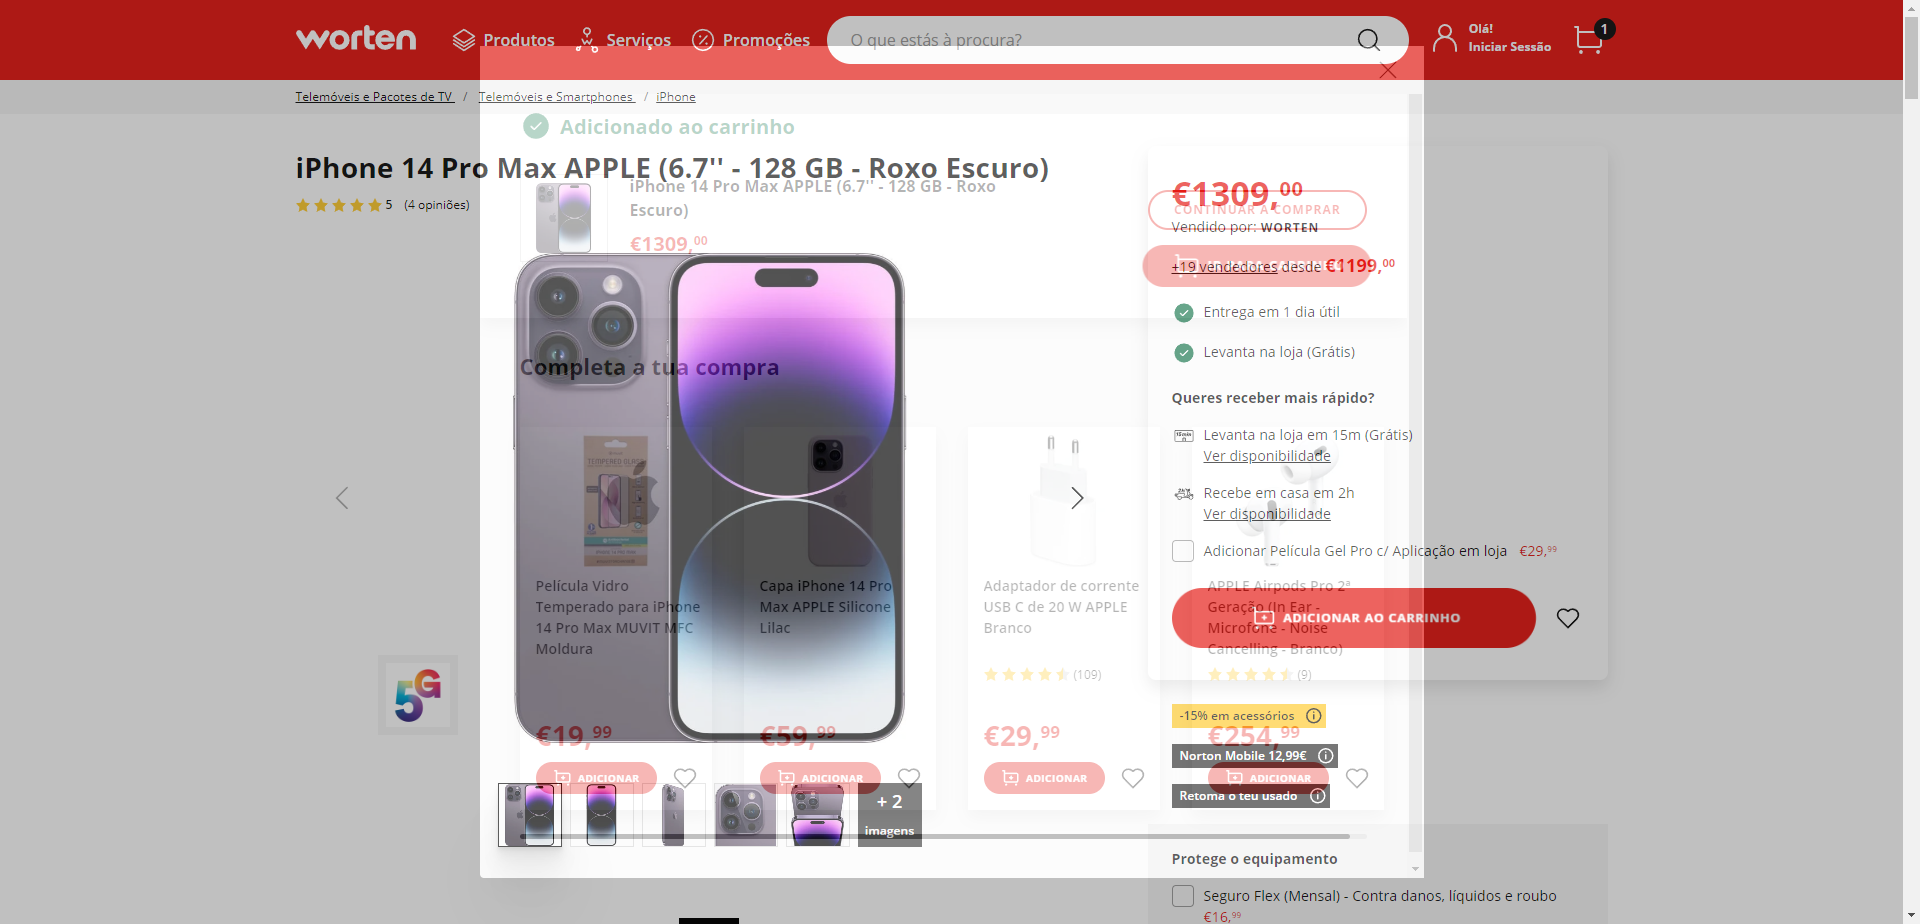 worten
Produtos
Serviços
Promoções
O que estás à procura?
Olá!
Iniciar Sessão
1
Telemóveis e Pacotes de TV / Telemóveis e Smartphones / iPhone
Adicionado ao carrinho
iPhone 14 Pro Max APPLE (6.7'' - 128 GB - Roxo Escuro)
5 (4 opiniões)
iPhone 14 Pro Max APPLE (6.7'' - 128 GB - Roxo
Escuro)
€1309,00
CONTINUAR A COMPRAR
€1309,00
Vendido por: WORTEN
+19 vendedores desde €1199,00
Entrega em 1 dia útil
Levanta na loja (Grátis)
Queres receber mais rápido?
Levanta na loja em 15m (Grátis)
Ver disponibilidade
Recebe em casa em 2h
Ver disponibilidade
Adicionar Película Gel Pro c/ Aplicação em loja €29,99
ADICIONAR AO CARRINHO
Completa a tua compra
TEMPERED GLASS
Película Vidro
Temperado para iPhone
14 Pro Max MUVIT MFC
Moldura
€19,99
ADICIONAR
Capa iPhone 14 Pro
Max APPLE Silicone
Lilac
€59,99
ADICIONAR
Adaptador de corrente
USB C de 20 W APPLE
Branco
(109)
€29,99
ADICIONAR
APPLE Airpods Pro 2ª
Geração (In Ear -
Microfone - Noise
Cancelling - Branco)
(9)
€254,99
ADICIONAR
5G
-15% em acessórios
Norton Mobile 12,99€
Retoma o teu usado
+ 2
imagens
Protege o equipamento
Seguro Flex (Mensal) - Contra danos, líquidos e roubo
€16,99